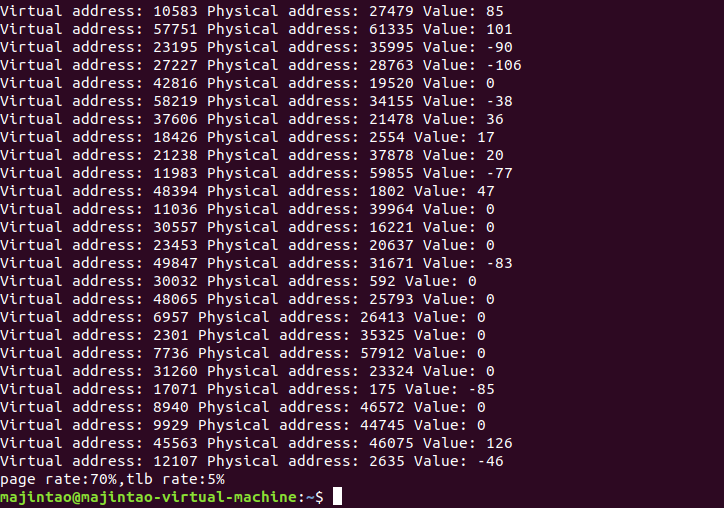 Virtual address: 10583 Physical address: 27479 Value: 85
Virtual address: 57751 Physical address: 61335 Value: 101
Virtual address: 23195 Physical address: 35995 Value: -90
Virtual address: 27227 Physical address: 28763 Value: -106
Virtual address: 42816 Physical address: 19520 Value: 0
Virtual address: 58219 Physical address: 34155 Value: -38
Virtual address: 37606 Physical address: 21478 Value: 36
Virtual address: 18426 Physical address: 2554 Value: 17
Virtual address: 21238 Physical address: 37878 Value: 20
Virtual address: 11983 Physical address: 59855 Value: -77
Virtual address: 48394 Physical address: 1802 Value: 47
Virtual address: 11036 Physical address: 39964 Value: 0
Virtual address: 30557 Physical address: 16221 Value: 0
Virtual address: 23453 Physical address: 20637 Value: 0
Virtual address: 49847 Physical address: 31671 Value: -83
Virtual address: 30032 Physical address: 592 Value: 0
Virtual address: 48065 Physical address: 25793 Value: 0
Virtual address: 6957 Physical address: 26413 Value: 0
Virtual address: 2301 Physical address: 35325 Value: 0
Virtual address: 7736 Physical address: 57912 Value: 0
Virtual address: 31260 Physical address: 23324 Value: 0
Virtual address: 17071 Physical address: 175 Value: -85
Virtual address: 8940 Physical address: 46572 Value: 0
Virtual address: 9929 Physical address: 44745 Value: 0
Virtual address: 45563 Physical address: 46075 Value: 126
Virtual address: 12107 Physical address: 2635 Value: -46
page rate:70%,tlb rate:5%
majintao@majintao-virtual-machine:~$